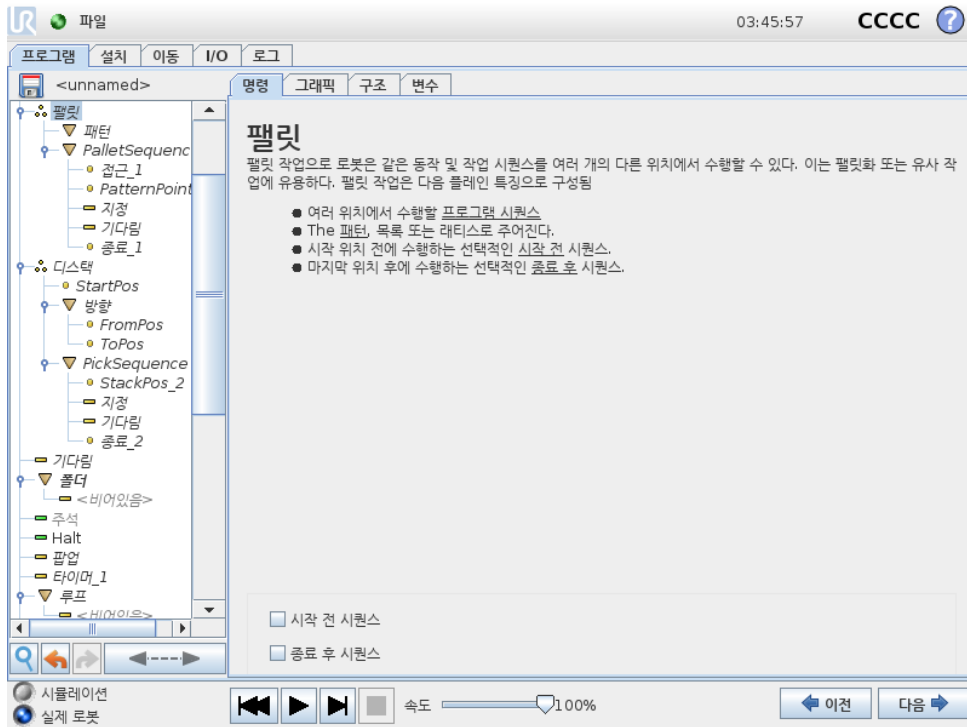 UR 파일 03:45:57 CCCC ?
프로그램 설치 이동 I/O 로그
<unnamed>
명령 그래픽 구조 변수
팰릿
패턴
PalletSequenc
접근_1
PatternPoint
지정
기다림
종료_1
디스택
StartPos
방향
FromPos
ToPos
PickSequence
StackPos_2
지정
기다림
종료_2
기다림
폴더
<비어있음>
주석
Halt
팝업
타이머_1
루프
<비어있음>
팰릿
팰릿 작업으로 로봇은 같은 동작 및 작업 시퀀스를 여러 개의 다른 위치에서 수행할 수 있다. 이는 팰릿화 또는 유사 작
업에 유용하다. 팰릿 작업은 다음 플레인 특징으로 구성됨
● 여러 위치에서 수행할 프로그램 시퀀스
● The 패턴, 목록 또는 래티스로 주어진다.
● 시작 위치 전에 수행하는 선택적인 시작 전 시퀀스.
● 마지막 위치 후에 수행하는 선택적인 종료 후 시퀀스.
시작 전 시퀀스
종료 후 시퀀스
시뮬레이션
실제 로봇
속도 100%
이전 다음